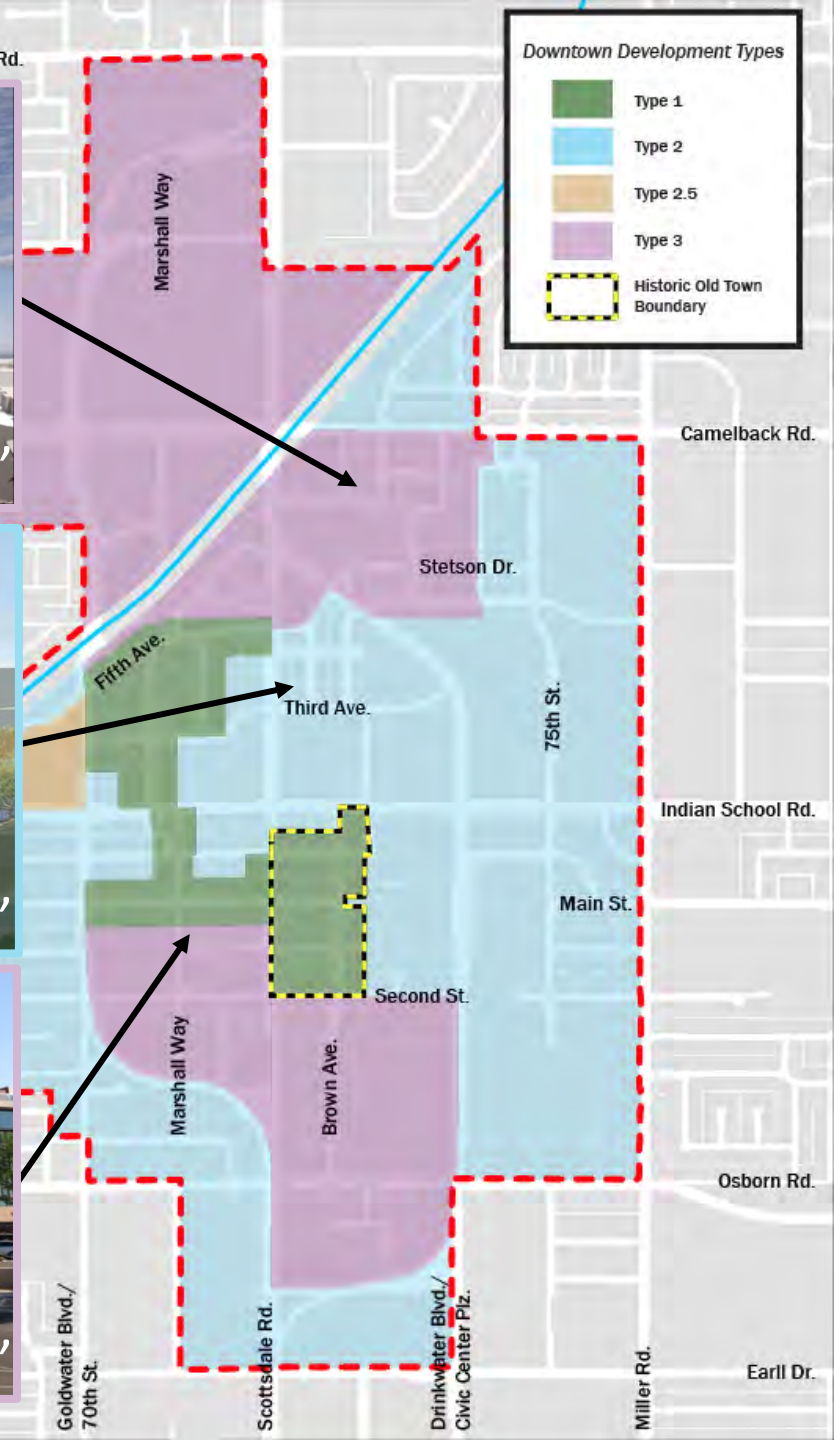 Rd.
Downtown Development Types
Type 1
Type 2
Type 2.5
Type 3
Historic Old Town
Boundary
Marshall Way
Camelback Rd.
,
Stetson Dr.
Fifth Ave.
Third Ave.
75th St.
Indian School Rd.
Main St.
,
Second St.
Marshall Way
Brown Ave.
Osborn Rd.
,
Goldwater Blvd./
70th St.
Scottsdale Rd.
Drinkwater Blvd./
Civic Center Plz.
Miller Rd.
Earll Dr.